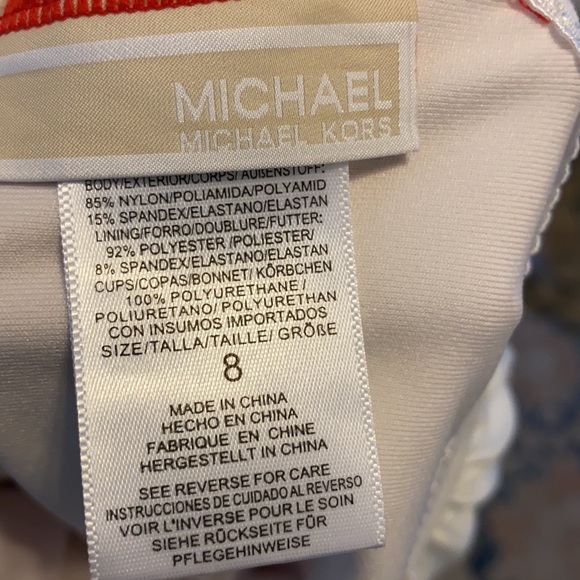 MICHAEL
MICHAEL KORS
BODY/EXTERIOR/CORPS/AUßENSTOFF:
85% NYLON/POLIAMIDA/POLYAMID
15% SPANDEX/ELASTANO/ELASTAN
LINING/FORRO/DOUBLURE/FUTTER:
92% POLYESTER /POLIESTER/
8% SPANDEX/ELASTANO/ELASTAN
CUPS/COPAS/BONNET/ KÖRBCHEN
100% POLYURETHANE /
POLIURETANO/ POLYURETHAN
CON INSUMOS IMPORTADOS
SIZE/TALLA/TAILLE/ GRÖßE
8
MADE IN CHINA
HECHO EN CHINA
FABRIQUE EN CHINE
HERGESTELLT IN CHINA
SEE REVERSE FOR CARE
INSTRUCCIONES DE CUIDADO AL REVERSO
VOIR L'INVERSE POUR LE SOIN
SIEHE RÜCKSEITE FÜR
PFLEGEHINWEISE